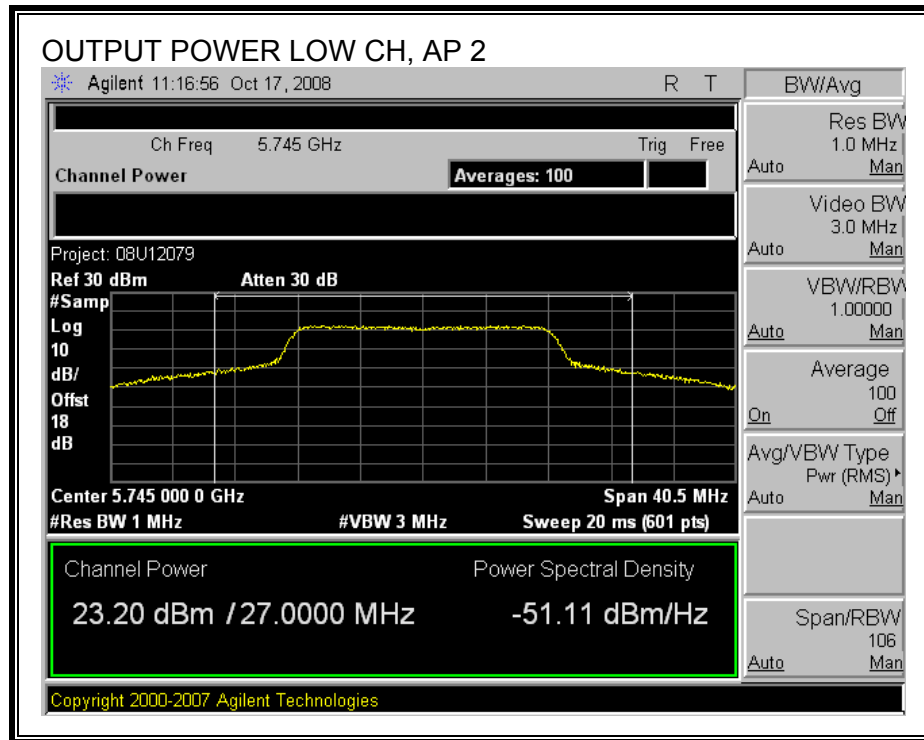 OUTPUT POWER LOW CH, AP 2
Agilent 11:16:56 Oct 17, 2008 R T
Ch Freq 5.745 GHz Trig Free
Channel Power Averages: 100
Project: 08U12079
Ref 30 dBm Atten 30 dB
#Samp
Log
10
dB/
Offst
18
dB
Center 5.745 000 0 GHz Span 40.5 MHz
#Res BW 1 MHz #VBW 3 MHz Sweep 20 ms (601 pts)
Channel Power Power Spectral Density
23.20 dBm / 27.0000 MHz -51.11 dBm/Hz
Copyright 2000-2007 Agilent Technologies
BW/Avg
Res BW
1.0 MHz
Auto Man
Video BW
3.0 MHz
Auto Man
VBW/RBW
1.00000
Auto Man
Average
100
On Off
Avg/VBW Type
Pwr (RMS)
Auto Man
Span/RBW
106
Auto Man